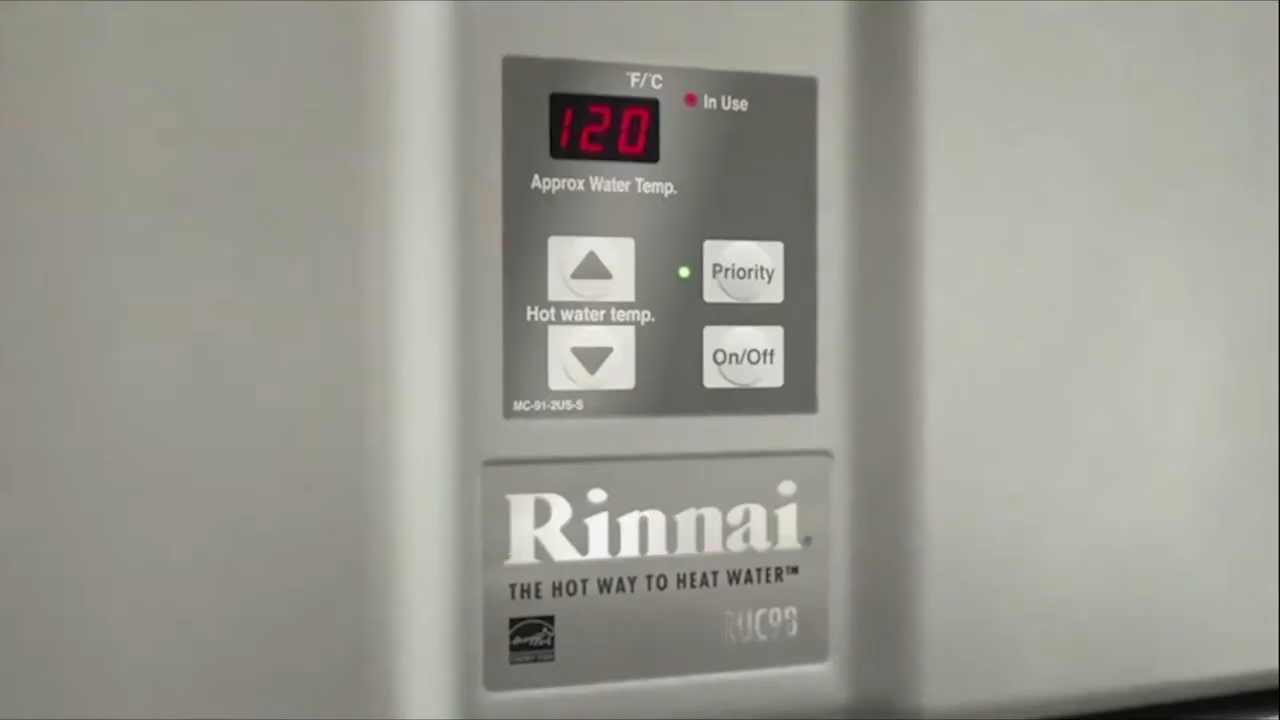 °F/°C
120
In Use
Approx Water Temp.
Priority
Hot water temp.
On/Off
MC-91-2US-S
Rinnai®
THE HOT WAY TO HEAT WATER™
RUC98